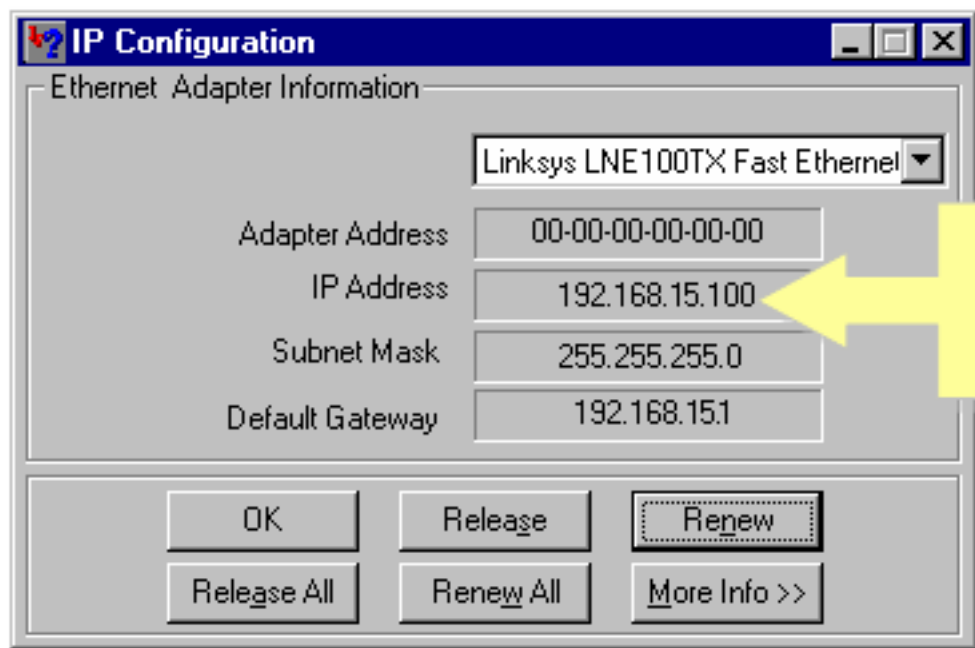 IP Configuration
Ethernet Adapter Information
Linksys LNE100TX Fast Ethernet
Adapter Address 00-00-00-00-00-00
IP Address 192.168.15.100
Subnet Mask 255.255.255.0
Default Gateway 192.168.15.1
OK Release Renew
Release All Renew All More Info >>